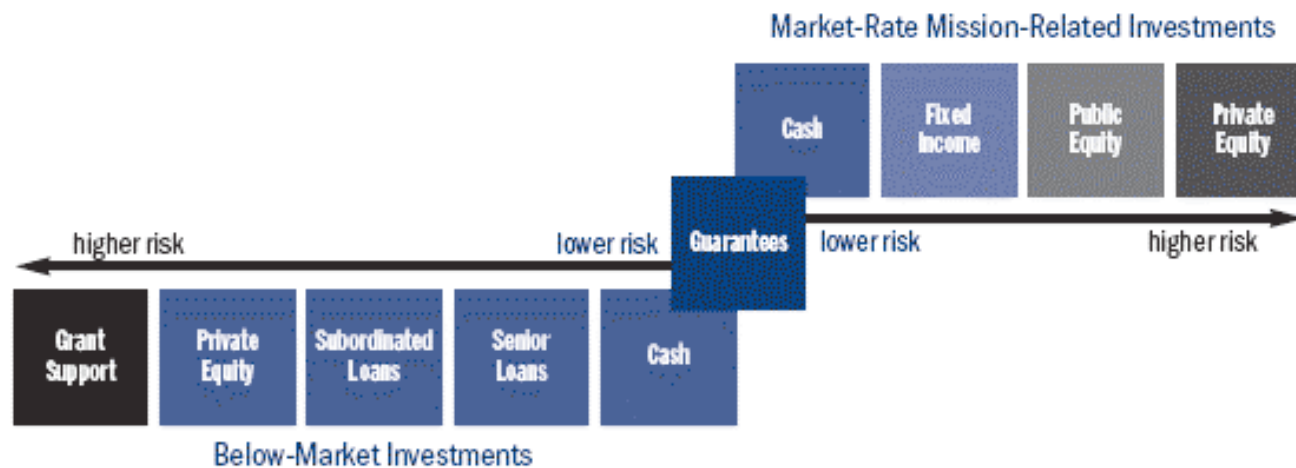 Market-Rate Mission-Related Investments
Cash
Fixed
Income
Public
Equity
Private
Equity
higher risk
lower risk
Guarantees
lower risk
higher risk
Grant
Support
Private
Equity
Subordinated
Loans
Senior
Loans
Cash
Below-Market Investments